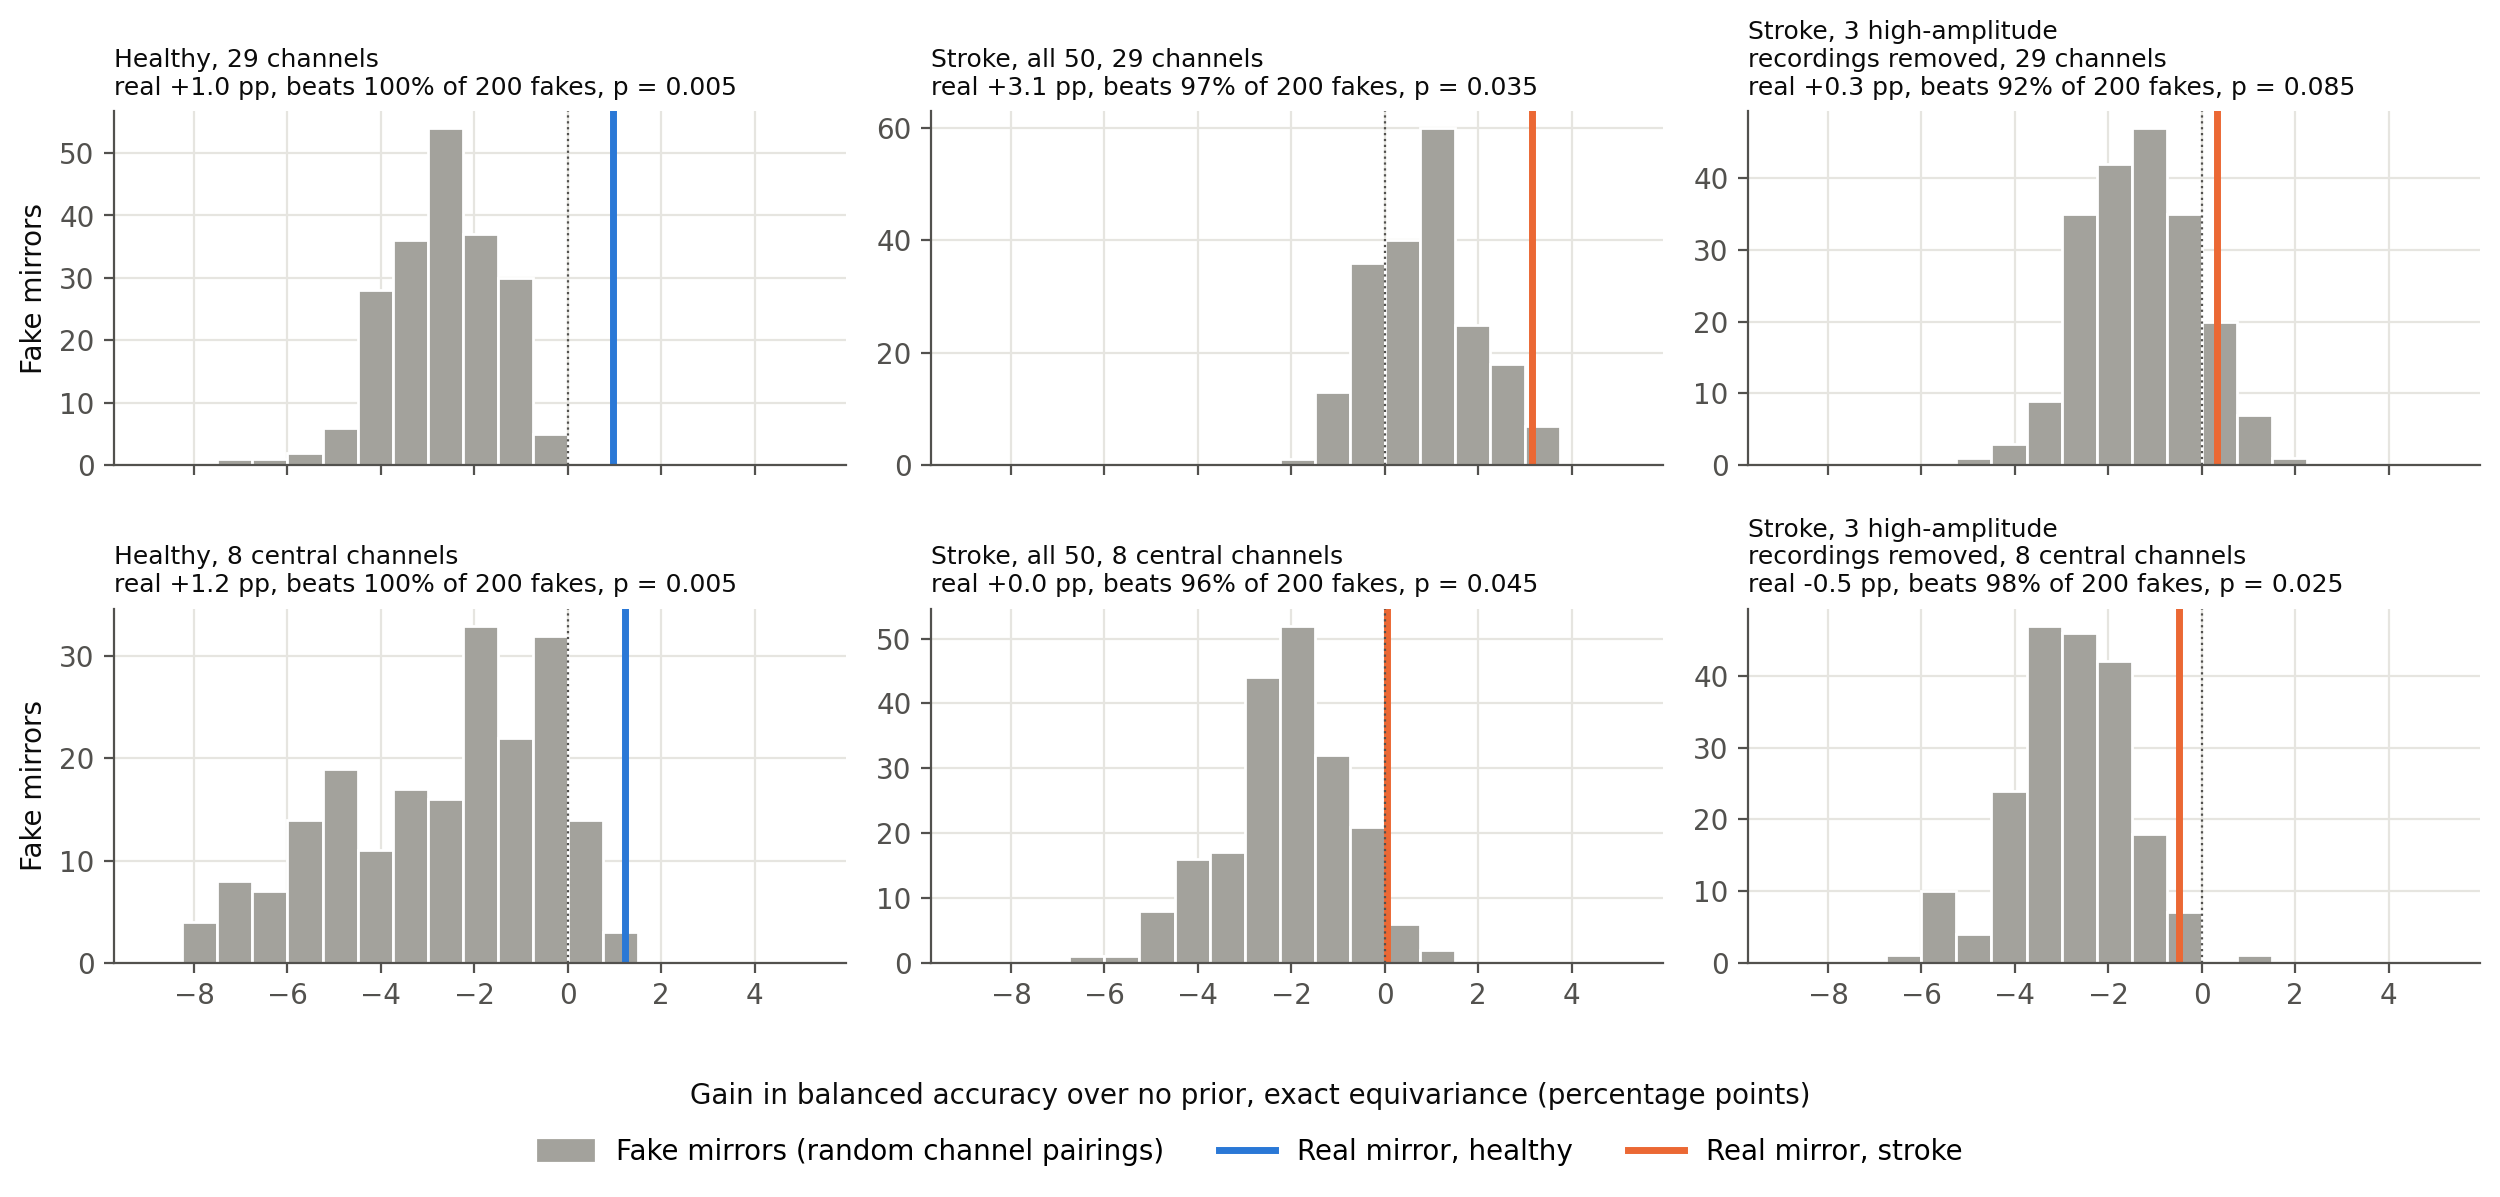 Healthy, 29 channels
real +1.0 pp, beats 100% of 200 fakes, p = 0.005
Stroke, all 50, 29 channels
real +3.1 pp, beats 97% of 200 fakes, p = 0.035
Stroke, 3 high-amplitude
recordings removed, 29 channels
real +0.3 pp, beats 92% of 200 fakes, p = 0.085
Fake mirrors
50
40
30
20
10
0
60
40
20
0
40
30
20
10
0
Healthy, 8 central channels
real +1.2 pp, beats 100% of 200 fakes, p = 0.005
Stroke, all 50, 8 central channels
real +0.0 pp, beats 96% of 200 fakes, p = 0.045
Stroke, 3 high-amplitude
recordings removed, 8 central channels
real -0.5 pp, beats 98% of 200 fakes, p = 0.025
Fake mirrors
30
20
10
0
50
40
30
20
10
0
40
30
20
10
0
−8 −6 −4 −2 0 2 4
−8 −6 −4 −2 0 2 4
−8 −6 −4 −2 0 2 4
Gain in balanced accuracy over no prior, exact equivariance (percentage points)
Fake mirrors (random channel pairings)
Real mirror, healthy
Real mirror, stroke